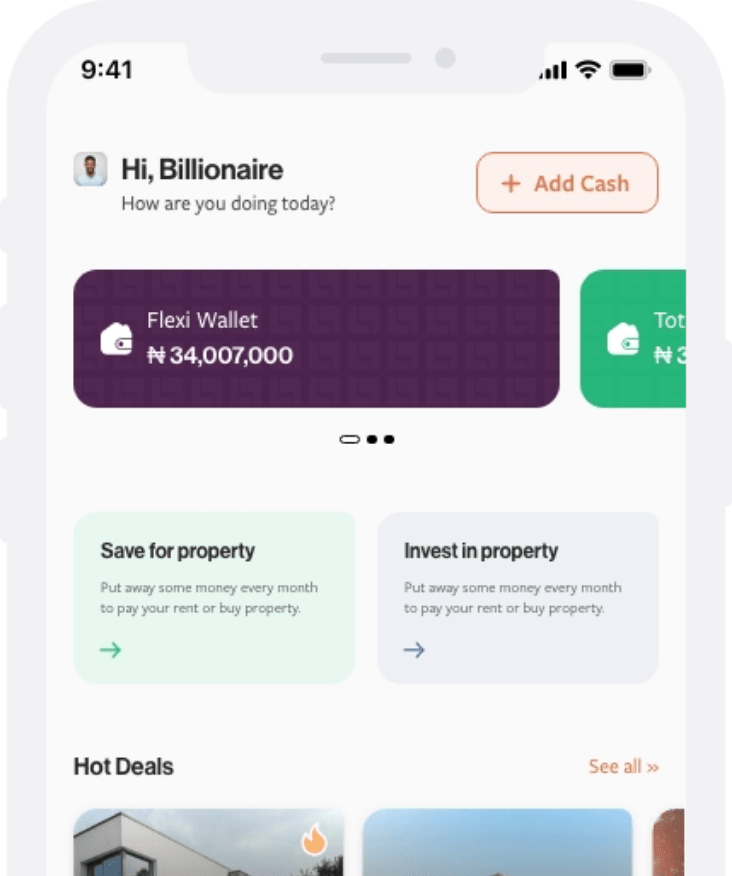 9:41
Hi, Billionaire
How are you doing today?
+ Add Cash
Flexi Wallet
₦ 34,007,000
₦ 3
Save for property
Put away some money every month
to pay your rent or buy property.
Invest in property
Put away some money every month
to pay your rent or buy property.
Hot Deals
See all »